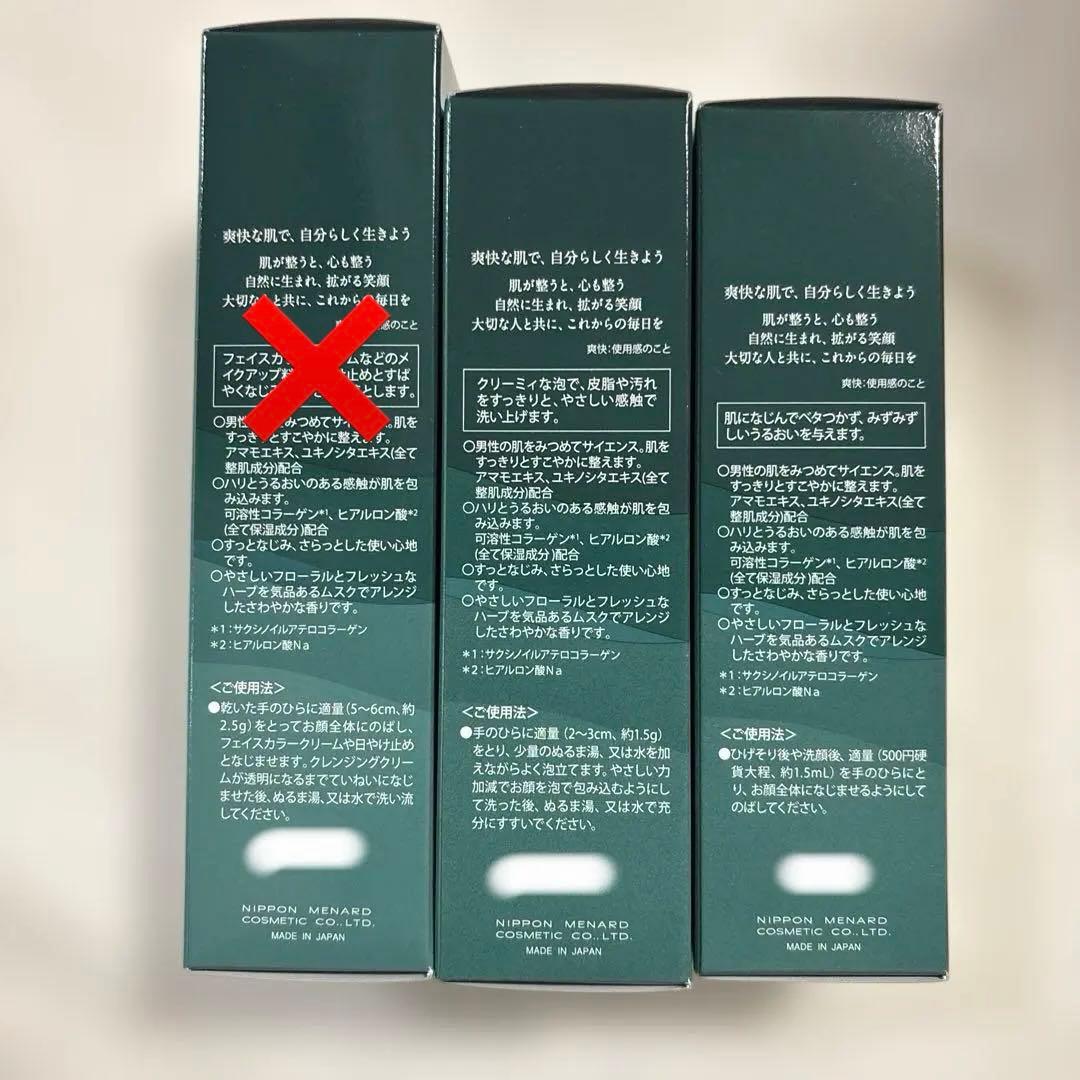 爽快な肌で、自分らしく生きよう
肌が整うと、心も整う
自然に生まれ、拡がる笑顔
大切な と共に、これから 毎日を
感のこと
フェイスカ ムなどのメ
イクアップ料 止めとすば
やくなじ とします。
○男性 みつめてサイ 。肌を
すっきりとすこやかに整えます。
アマモエキス、ユキノシタエキス(全て
整肌成分)配合
○ハリとうるおいのある感触が肌を包
み込みます。
可溶性コラーゲン*1、ヒアルロン酸*2
(全て保湿成分)配合
○すっとなじみ、さらっとした使い心地
です。
○やさしいフローラルとフレッシュな
ハーブを気品あるムスクでアレンジ
したさわやかな香りです。
*1:サクシノイルアテロコラーゲン
*2:ヒアルロン酸Na
<ご使用法>
●乾いた手のひらに適量(5〜6cm、約
2.5g)をとってお顔全体にのばし、
フェイスカラークリームや日やけ止め
となじませます。クレンジングクリー
ムが透明になるまでていねいになじ
ませた後、ぬるま湯、又は水で洗い流
してください。
NIPPON MENARD
COSMETIC CO.,LTD.
MADE IN JAPAN
爽快な肌で、自分らしく生きよう
肌が整うと、心も整う
自然に生まれ、拡がる笑顔
大切な人と共に、これからの毎日を
爽快:使用感のこと
クリーミィな泡で、皮脂や汚れ
をすっきりと、やさしい感触で
洗い上げます。
○男性の肌をみつめてサイエンス。肌を
すっきりとすこやかに整えます。
アマモエキス、ユキノシタエキス(全て
整肌成分)配合
○ハリとうるおいのある感触が肌を包
み込みます。
可溶性コラーゲン*1、ヒアルロン酸*2
(全て保湿成分)配合
○すっとなじみ、さらっとした使い心地
です。
○やさしいフローラルとフレッシュな
ハーブを気品あるムスクでアレンジ
したさわやかな香りです。
*1:サクシノイルアテロコラーゲン
*2:ヒアルロン酸Na
<ご使用法>
●手のひらに適量(2〜3cm、約1.5g)
をとり、少量のぬるま湯、又は水を加
えながらよく泡立てます。やさしい力
加減でお顔を泡で包み込むようにし
て洗った後、ぬるま湯、又は水で充
分にすすいでください。
NIPPON MENARD
COSMETIC CO.,LTD.
MADE IN JAPAN
爽快な肌で、自分らしく生きよう
肌が整うと、心も整う
自然に生まれ、拡がる笑顔
大切な人と共に、これからの毎日を
爽快:使用感のこと
肌になじんでベタつかず、みずみず
しいうるおいを与えます。
○男性の肌をみつめてサイエンス。肌を
すっきりとすこやかに整えます。
アマモエキス、ユキノシタエキス(全て
整肌成分)配合
○ハリとうるおいのある感触が肌を包
み込みます。
可溶性コラーゲン*1、ヒアルロン酸*2
(全て保湿成分)配合
○すっとなじみ、さらっとした使い心地
です。
○やさしいフローラルとフレッシュな
ハーブを気品あるムスクでアレンジ
したさわやかな香りです。
*1:サクシノイルアテロコラーゲン
*2:ヒアルロン酸Na
<ご使用法>
●ひげそり後や洗顔後、適量(500円硬
貨大程、約1.5mL)を手のひらにと
り、お顔全体になじませるようにして
のばしてください。
NIPPON MENARD
COSMETIC CO.,LTD.
MADE IN JAPAN